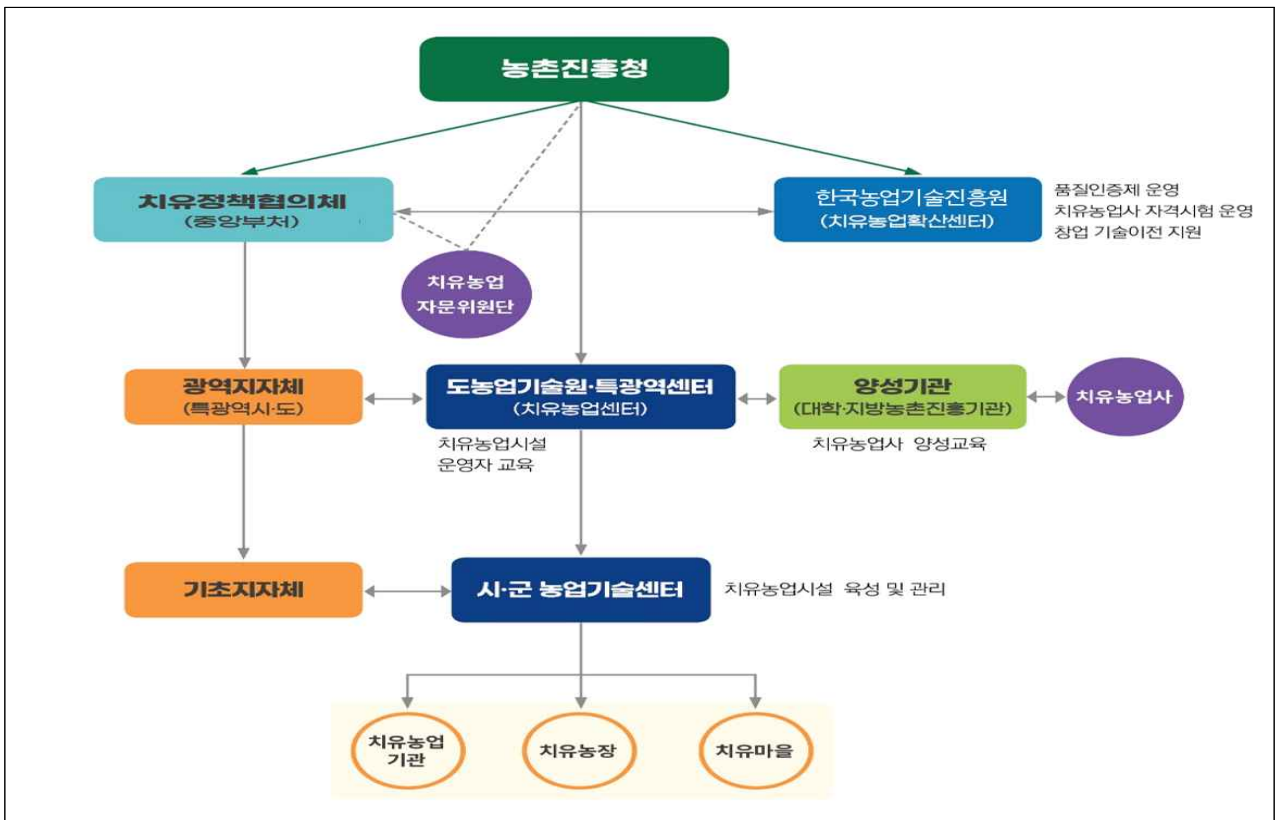 농촌진흥청
치유정책협의체
(중앙부처)
한국농업기술진흥원
(치유농업확산센터)
품질인증제 운영
치유농업사 자격시험 운영
창업 기술이전 지원
치유농업
자문위원단
광역지자체
(특광역시·도)
도농업기술원·특광역센터
(치유농업센터)
양성기관
(대학·지방농촌진흥기관)
치유농업사
치유농업시설
운영자 교육
치유농업사 양성교육
기초지자체
시·군 농업기술센터
치유농업시설 육성 및 관리
치유농업
기관
치유농장
치유마을